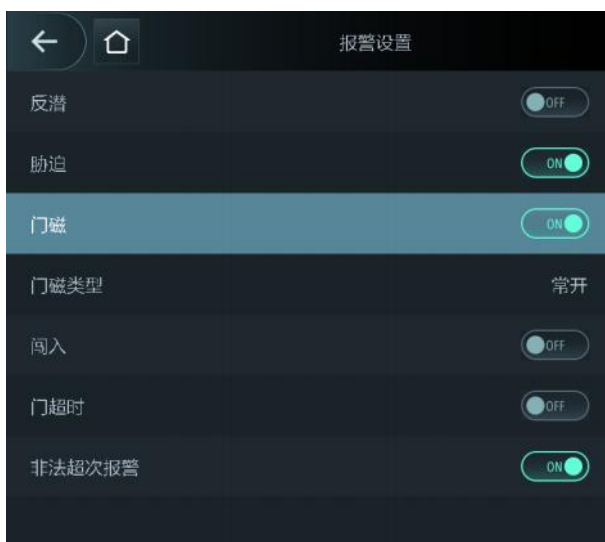 报警设置
反潜 OFF
胁迫 ON
门磁 ON
门磁类型 常开
闯入 OFF
门超时 OFF
非法超次报警 ON